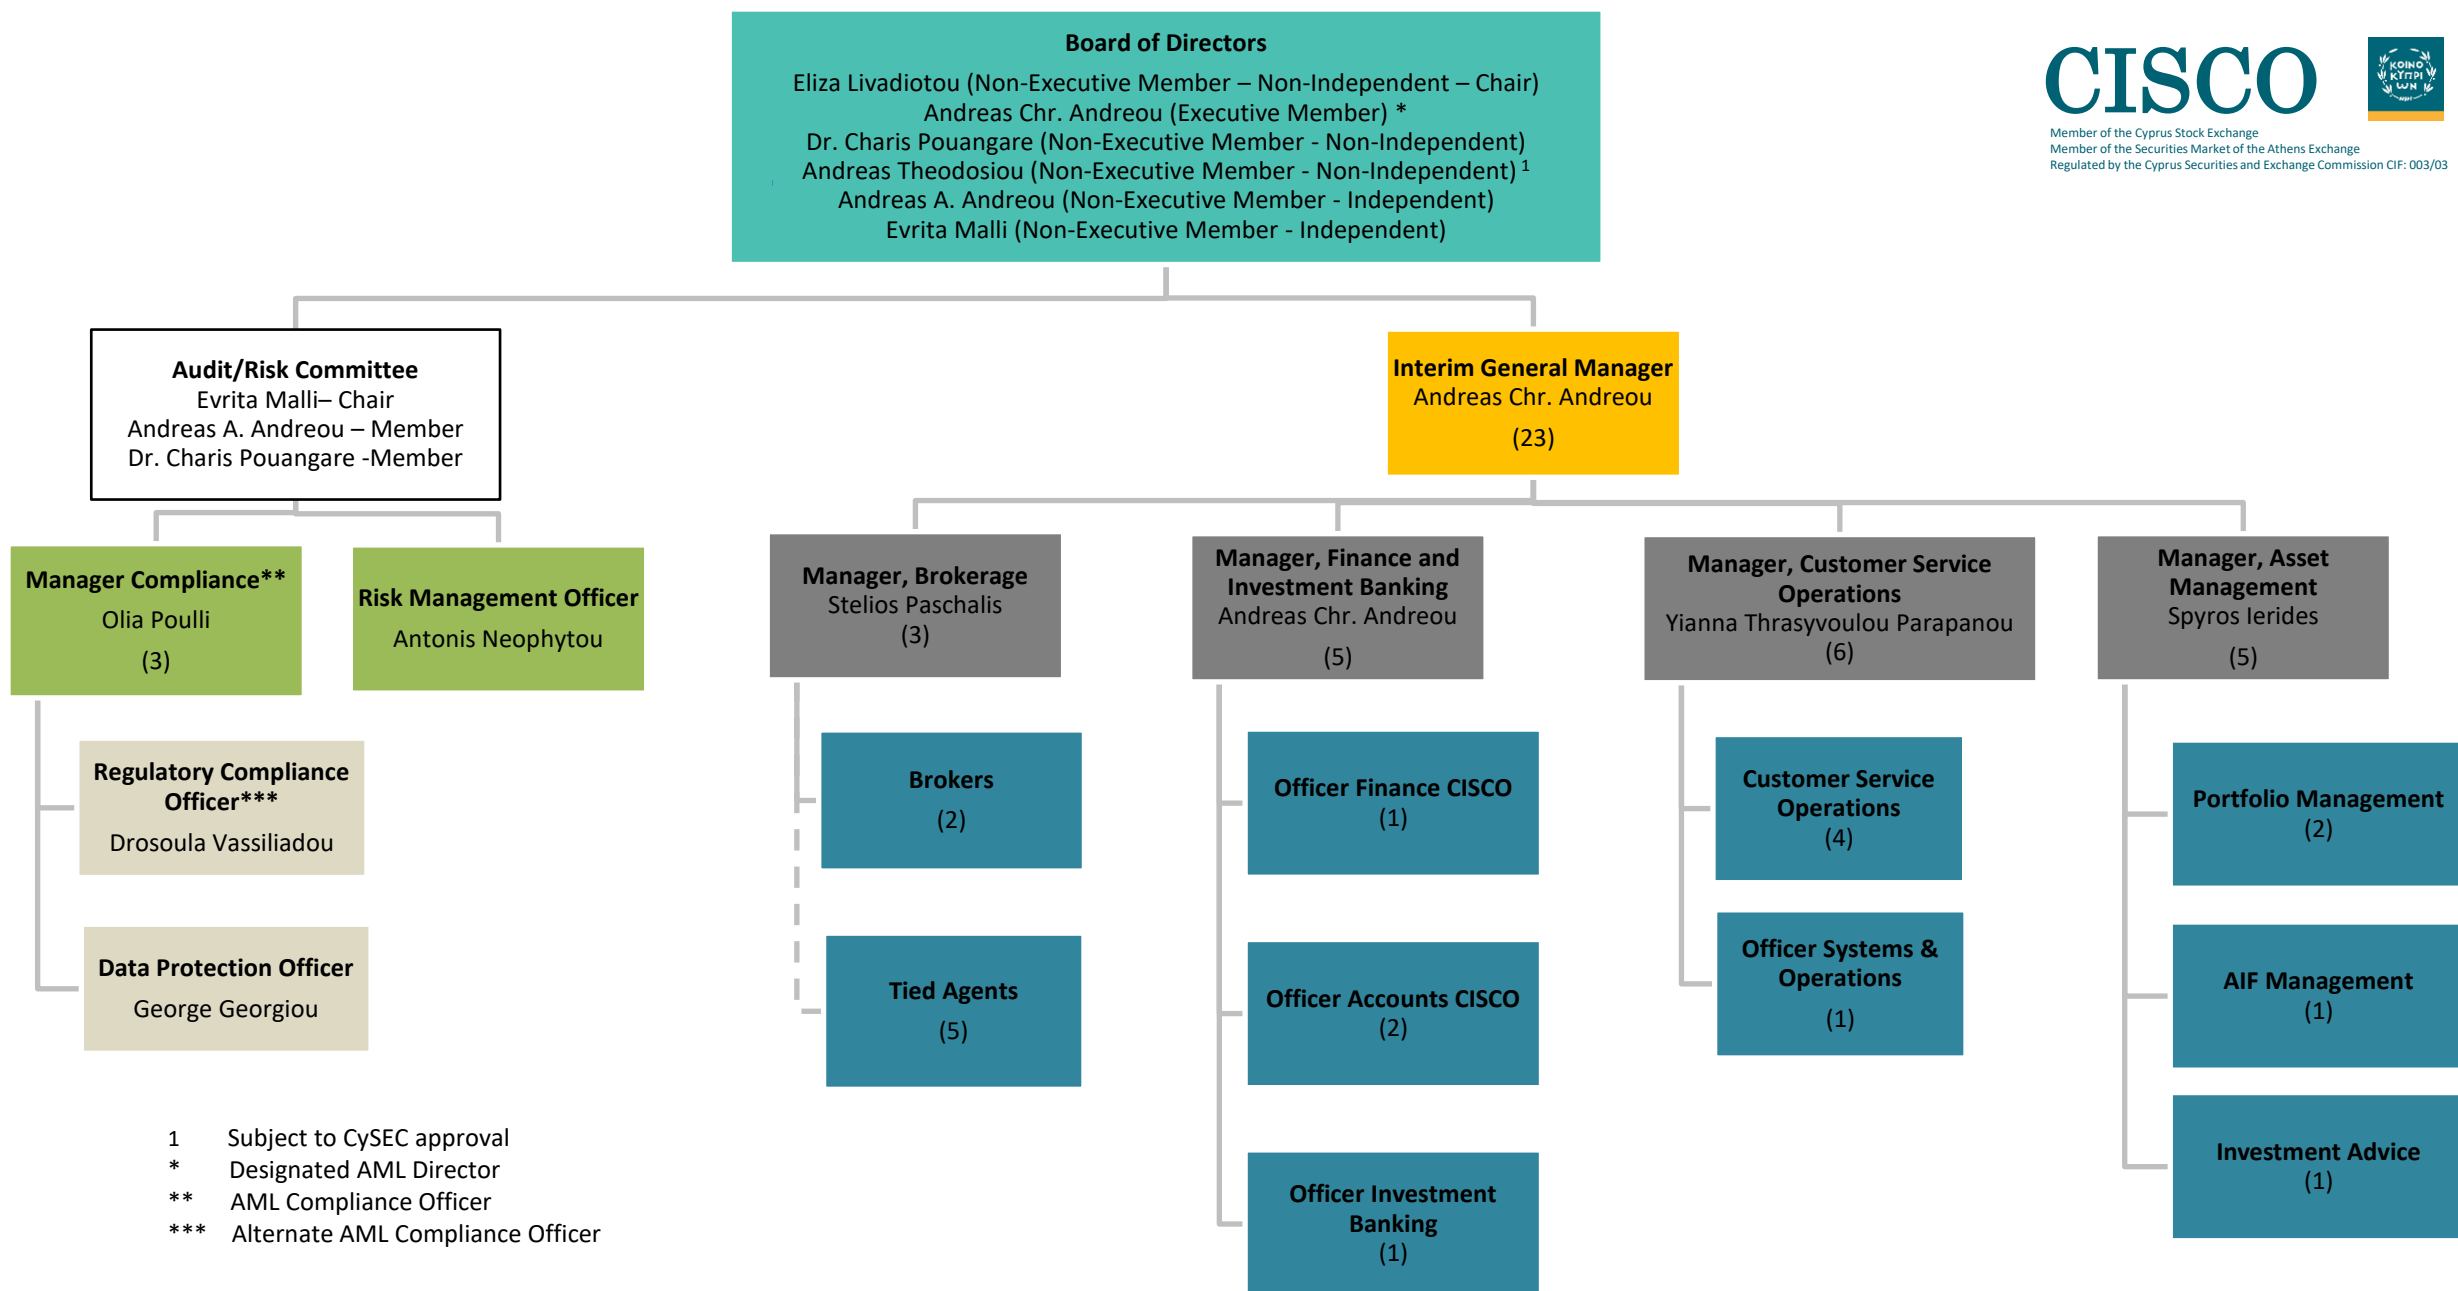 Board of Directors
Eliza Livadiotou (Non-Executive Member – Non-Independent – Chair)
Andreas Chr. Andreou (Executive Member) *
Dr. Charis Pouangare (Non-Executive Member - Non-Independent)
Andreas Theodosiou (Non-Executive Member - Non-Independent) 1
Andreas A. Andreou (Non-Executive Member - Independent)
Evrita Malli (Non-Executive Member - Independent)
CISCO
ΚΟΙΝΟ
ΚΥΠΡΙ
ΩΝ
Member of the Cyprus Stock Exchange
Member of the Securities Market of the Athens Exchange
Regulated by the Cyprus Securities and Exchange Commission CIF: 003/03
Audit/Risk Committee
Evrita Malli– Chair
Andreas A. Andreou – Member
Dr. Charis Pouangare -Member
Interim General Manager
Andreas Chr. Andreou
(23)
Manager Compliance**
Olia Poulli
(3)
Risk Management Officer
Antonis Neophytou
Manager, Brokerage
Stelios Paschalis
(3)
Manager, Finance and
Investment Banking
Andreas Chr. Andreou
(5)
Manager, Customer Service
Operations
Yianna Thrasyvoulou Parapanou
(6)
Manager, Asset
Management
Spyros Ierides
(5)
Regulatory Compliance
Officer***
Drosoula Vassiliadou
Data Protection Officer
George Georgiou
Brokers
(2)
Tied Agents
(5)
Officer Finance CISCO
(1)
Officer Accounts CISCO
(2)
Officer Investment
Banking
(1)
Customer Service
Operations
(4)
Officer Systems &
Operations
(1)
Portfolio Management
(2)
AIF Management
(1)
Investment Advice
(1)
1 Subject to CySEC approval
* Designated AML Director
** AML Compliance Officer
*** Alternate AML Compliance Officer